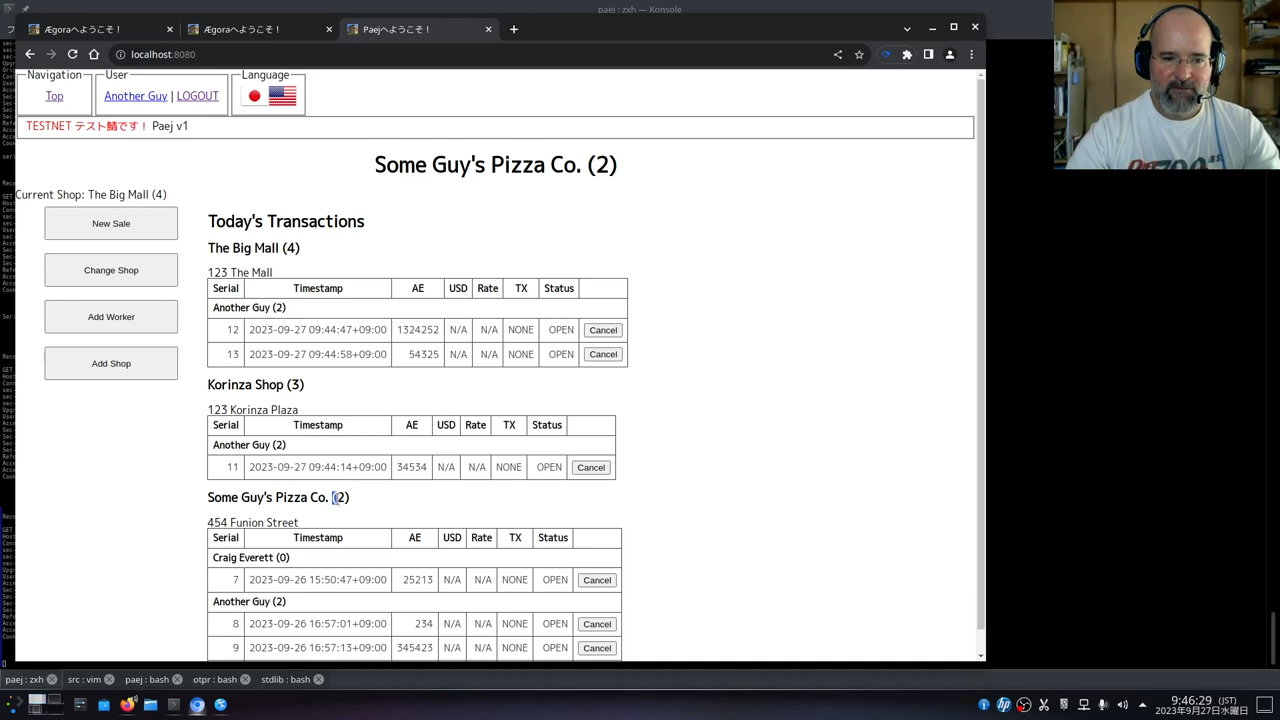 paej : zxh — Konsole
Ægoraへようこそ！
Ægoraへようこそ！
Paejへようこそ！
localhost:8080
Navigation
Top
User
Another Guy | LOGOUT
Language
TESTNET テスト鯖です！ Paej v1
Some Guy's Pizza Co. (2)
Current Shop: The Big Mall (4)
New Sale
Change Shop
Add Worker
Add Shop
Today's Transactions
The Big Mall (4)
123 The Mall
Serial Timestamp AE USD Rate TX Status
Another Guy (2)
12 2023-09-27 09:44:47+09:00 1324252 N/A N/A NONE OPEN Cancel
13 2023-09-27 09:44:58+09:00 54325 N/A N/A NONE OPEN Cancel
Korinza Shop (3)
123 Korinza Plaza
Serial Timestamp AE USD Rate TX Status
Another Guy (2)
11 2023-09-27 09:44:14+09:00 34534 N/A N/A NONE OPEN Cancel
Some Guy's Pizza Co. (2)
454 Funion Street
Serial Timestamp AE USD Rate TX Status
Craig Everett (0)
7 2023-09-26 15:50:47+09:00 25213 N/A N/A NONE OPEN Cancel
Another Guy (2)
8 2023-09-26 16:57:01+09:00 234 N/A N/A NONE OPEN Cancel
9 2023-09-26 16:57:13+09:00 345423 N/A N/A NONE OPEN Cancel
paej : zxh
src : vim
paej : bash
otpr : bash
stdlib : bash
9:46:29 (JST)
2023年9月27日水曜日